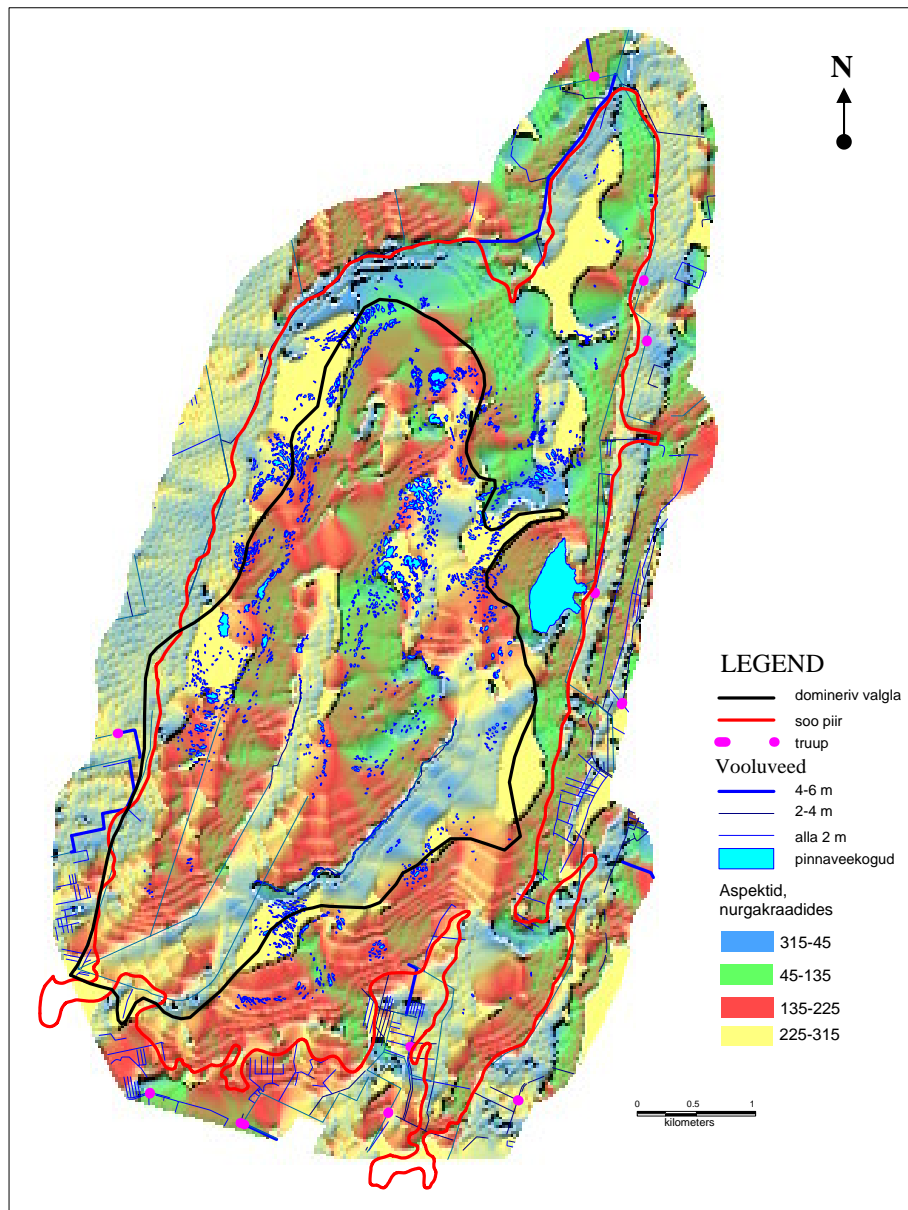 N
LEGEND
domineriv valgla
soo piir
truup
Vooluveed
4-6 m
2-4 m
alla 2 m
pinnaveekogud
Aspektid,
nurgakraadides
315-45
45-135
135-225
225-315
0 0.5 1
kilometers